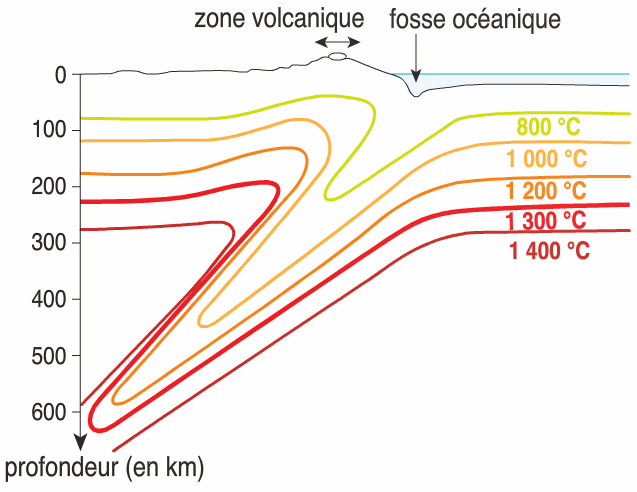 zone volcanique
fosse océanique
0
100
200
300
400
500
600
profondeur (en km)
800 °C
1 000 °C
1 200 °C
1 300 °C
1 400 °C